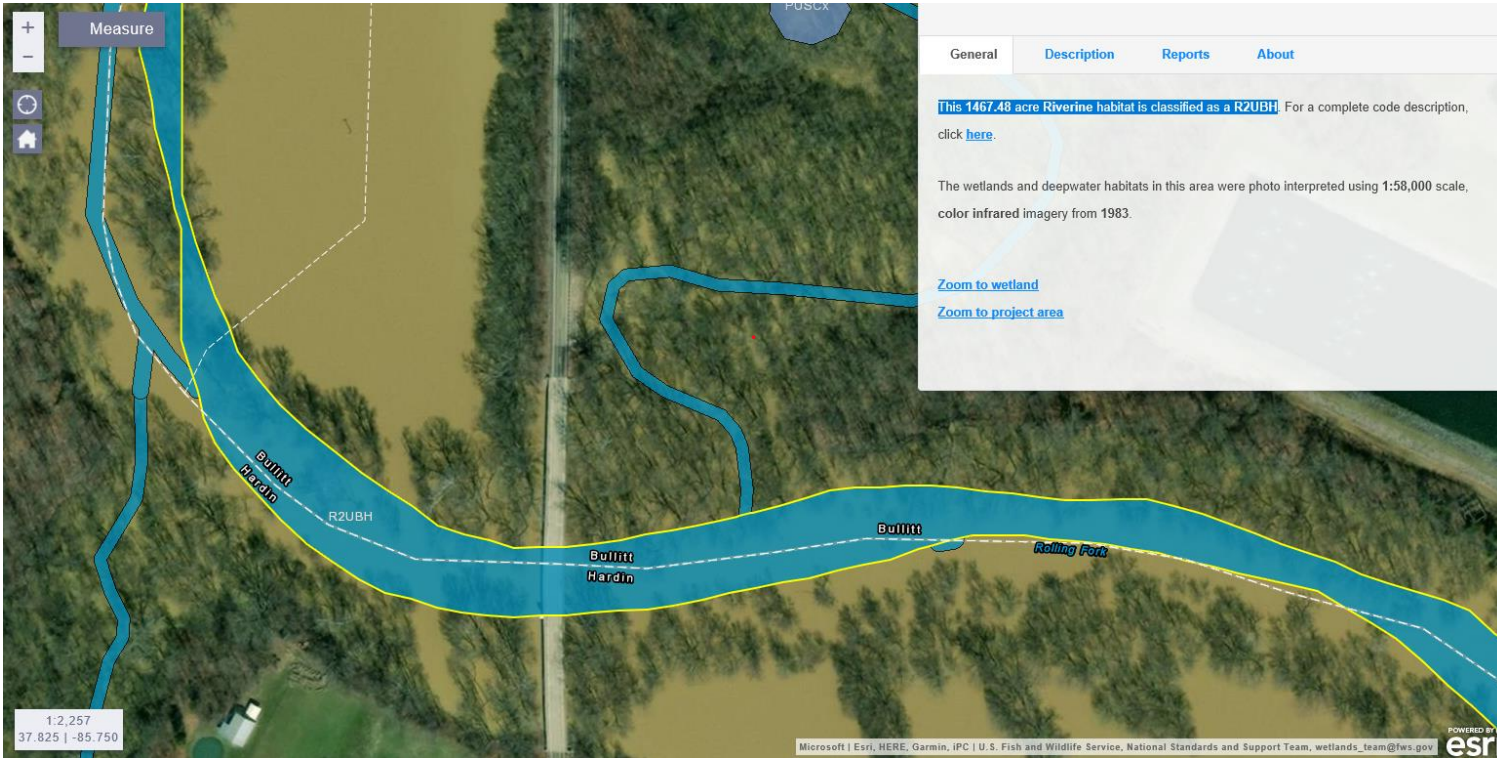 +
Measure
−
PUSCx
General
Description
Reports
About
This 1467.48 acre Riverine habitat is classified as a R2UBH. For a complete code description,
click here.
The wetlands and deepwater habitats in this area were photo interpreted using 1:58,000 scale,
color infrared imagery from 1983.
Zoom to wetland
Zoom to project area
Bullitt
Hardin
R2UBH
Bullitt
Hardin
Bullitt
Rolling Fork
1:2,257
37.825 | -85.750
Microsoft | Esri, HERE, Garmin, iPC | U.S. Fish and Wildlife Service, National Standards and Support Team, wetlands_team@fws.gov
POWERED BY
esri